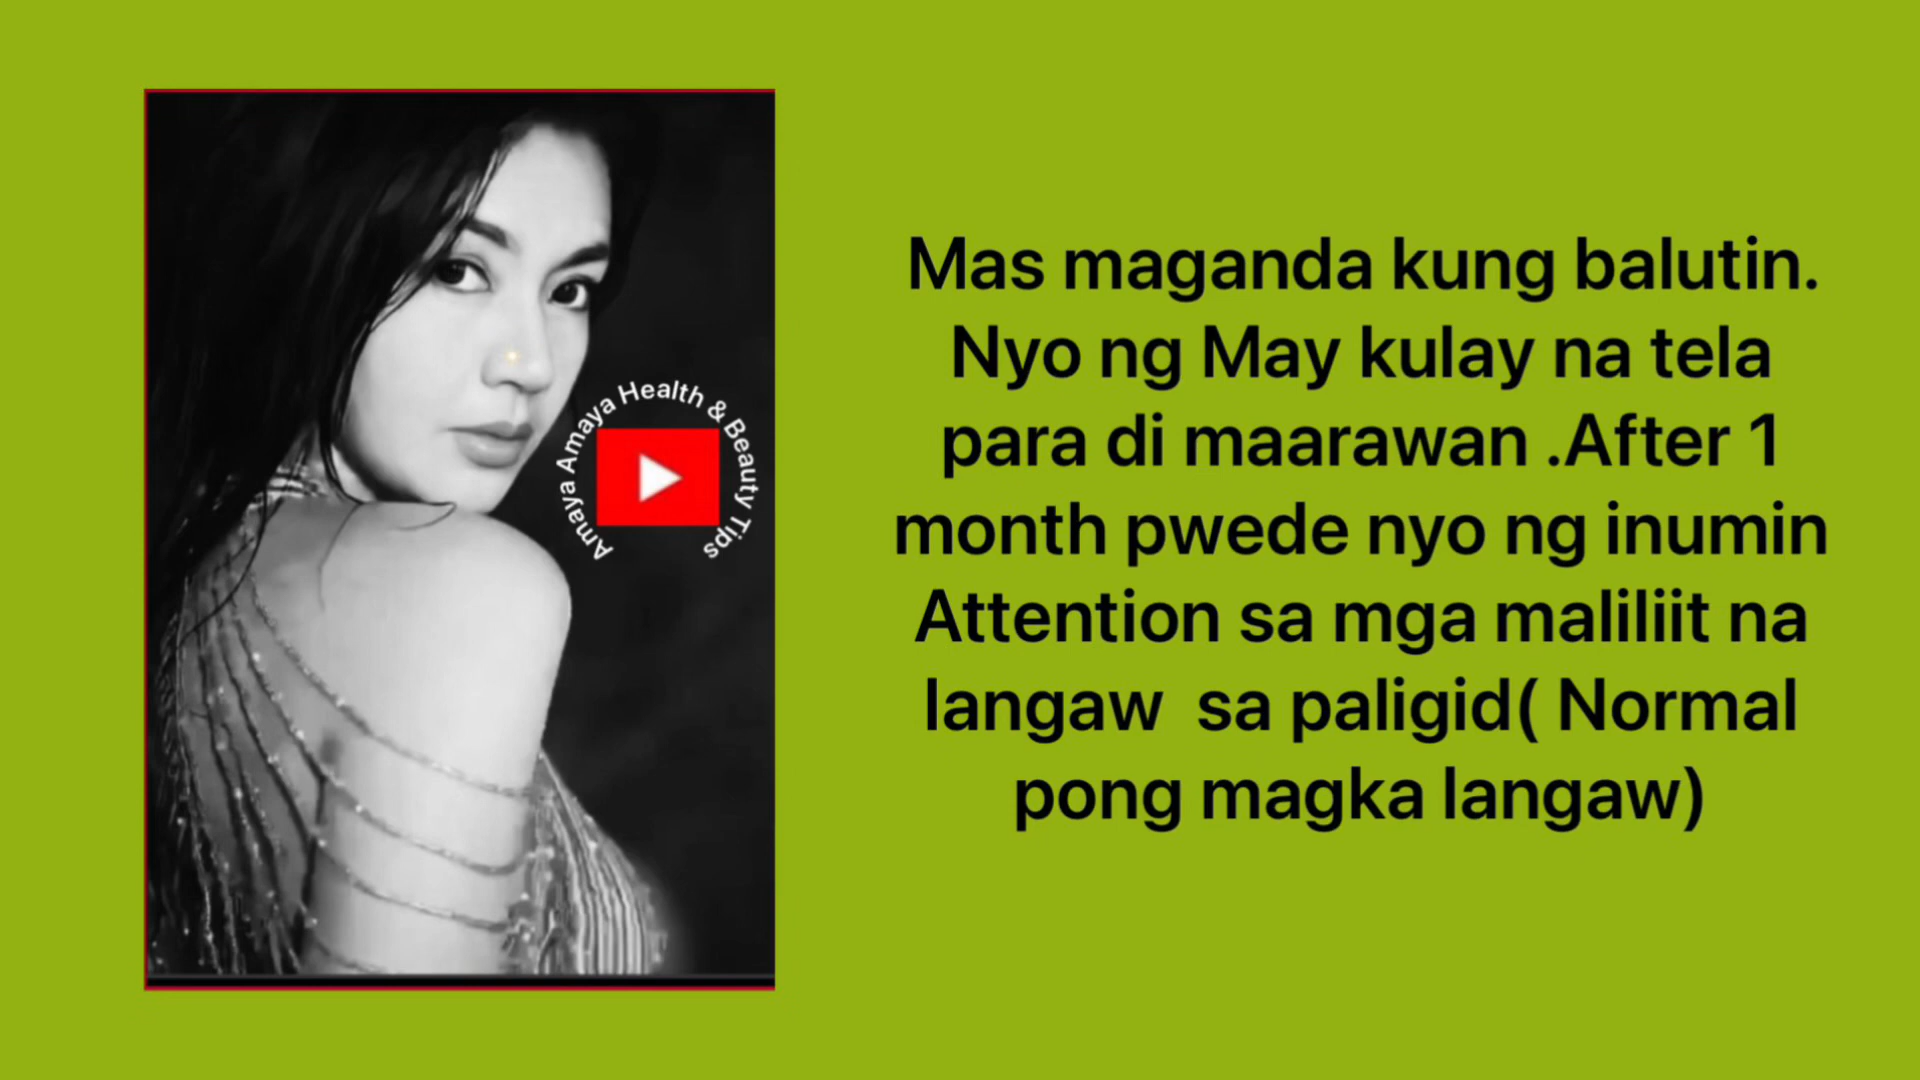 Amaya Amaya Health & Beauty Tips
Mas maganda kung balutin.
Nyo ng May kulay na tela
para di maarawan .After 1
month pwede nyo ng inumin
Attention sa mga maliliit na
langaw  sa paligid( Normal
pong magka langaw)